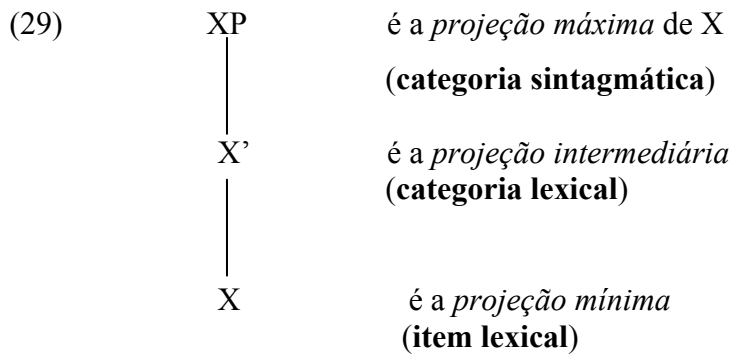 (29) XP é a projeção máxima de X
(categoria sintagmática)
X’ é a projeção intermediária
(categoria lexical)
X é a projeção mínima
(item lexical)